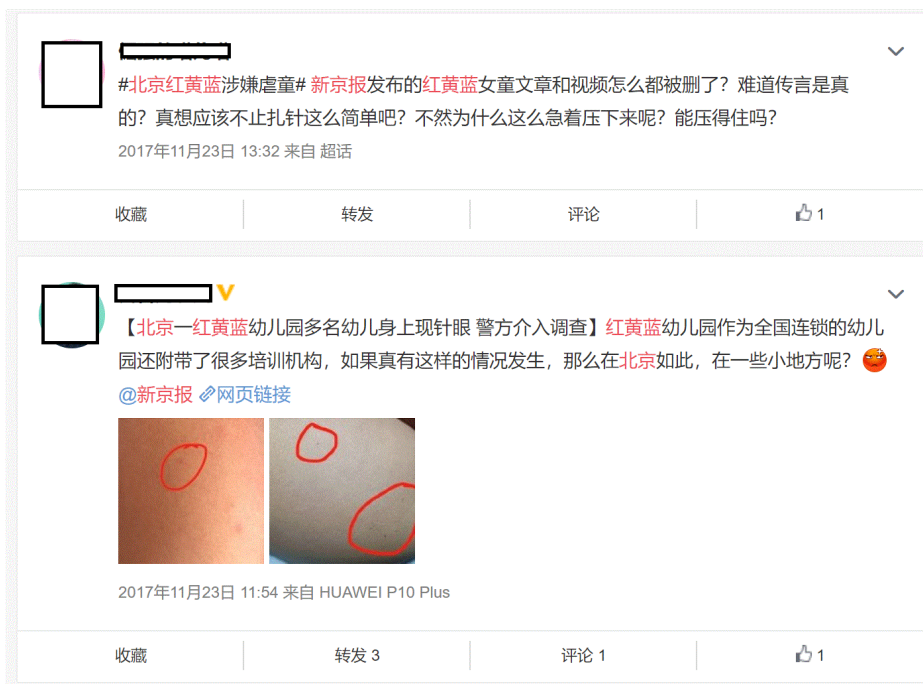 #北京红黄蓝涉嫌虐童# 新京报发布的红黄蓝女童文章和视频怎么都被删了？难道传言是真
的？真想应该不止扎针这么简单吧？不然为什么这么急着压下来呢？能压得住吗？
2017年11月23日 13:32 来自 超话
收藏 转发 评论 1
【北京一红黄蓝幼儿园多名幼儿身上现针眼 警方介入调查】红黄蓝幼儿园作为全国连锁的幼儿
园还附带了很多培训机构，如果真有这样的情况发生，那么在北京如此，在一些小地方呢？
@新京报 网页链接
2017年11月23日 11:54 来自 HUAWEI P10 Plus
收藏 转发 3 评论 1 1